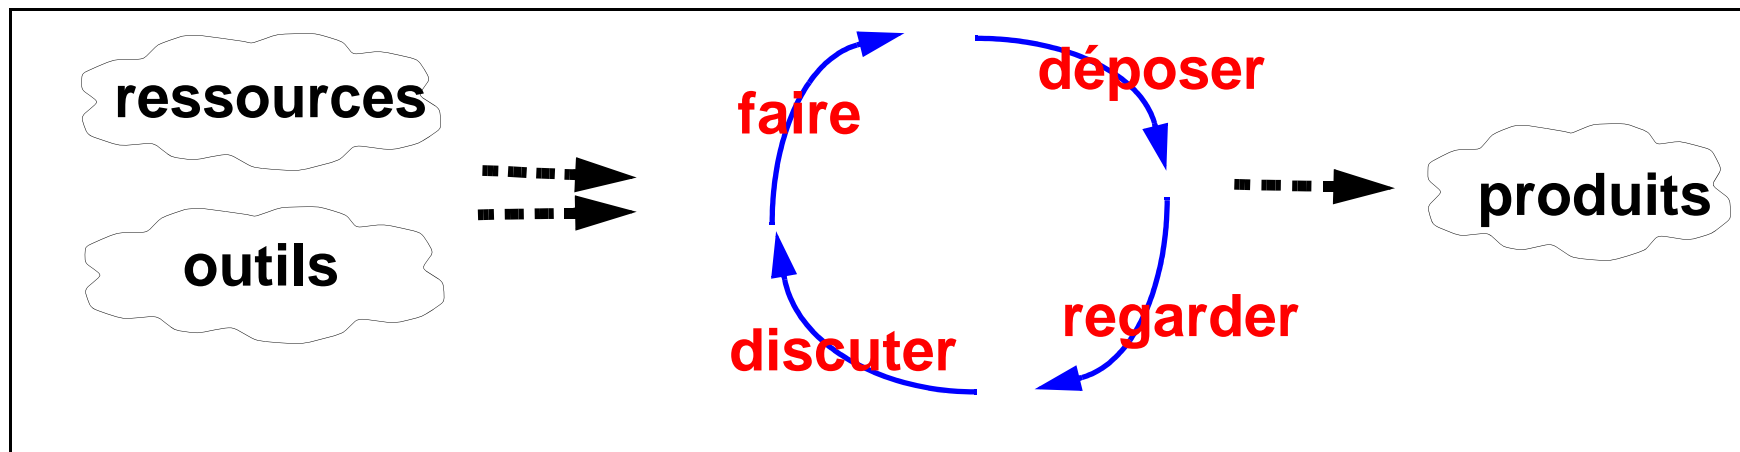 ressources
outils
faire
déposer
regarder
discuter
produits